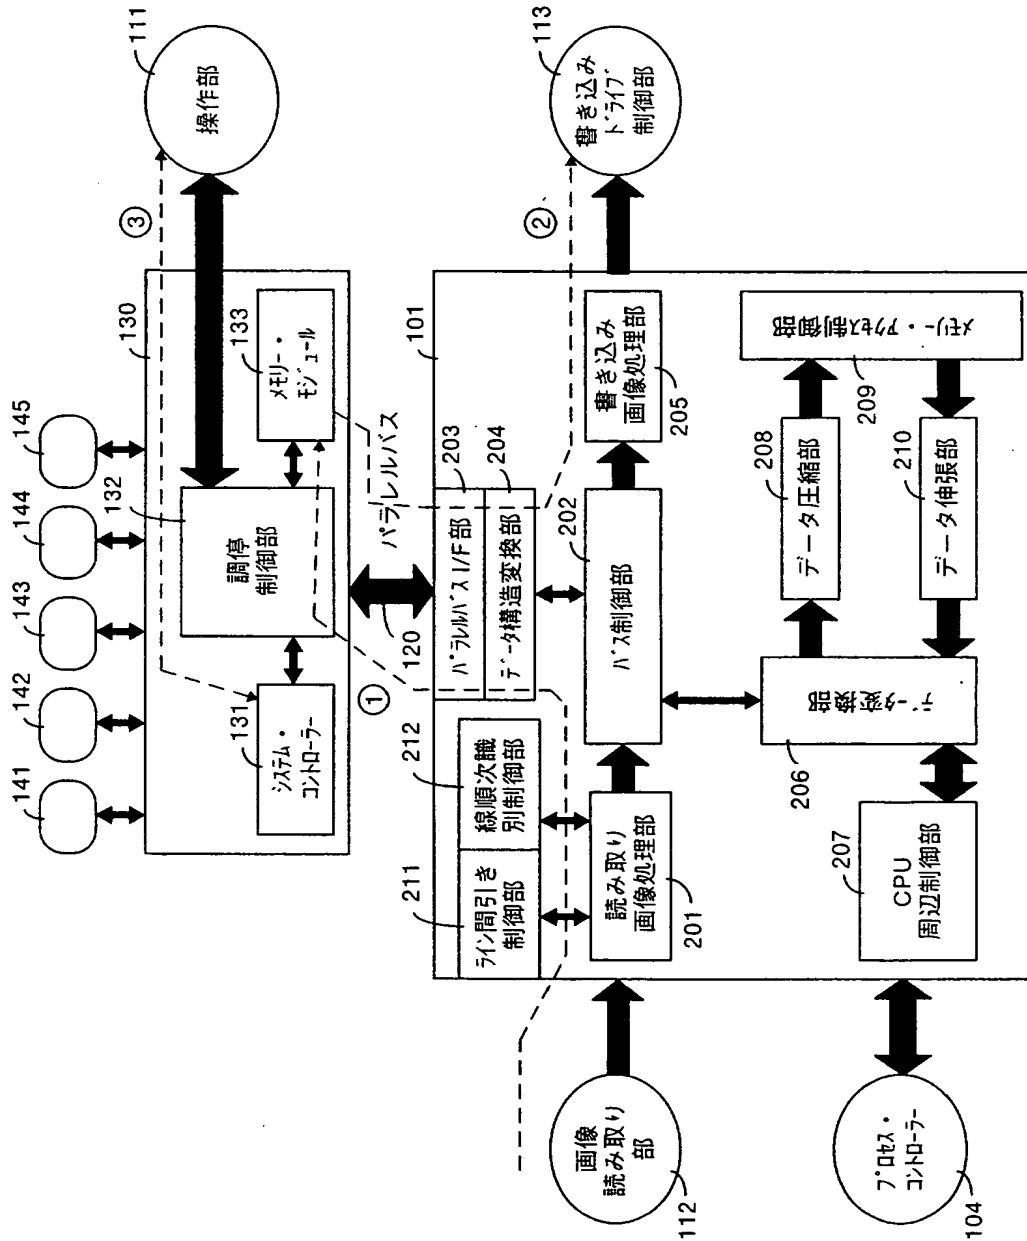 141
142
143
144
145
130
131
システム・
コントローラー
132
調停
制御部
133
メモリー・
モジュール
③
111
操作部
①
120
パラレルバス
101
211
ライン間引き
制御部
212
線順次識
別制御部
パラレルバスI/F部
203
データ構造変換部
204
②
112
画像
読み取り
部
読み取り
画像処理部
201
バス制御部
202
書き込み
画像処理部
205
113
書き込み
ドライブ
制御部
104
プロセス・
コントローラー
207
CPU
周辺制御部
データ変換部
206
データ圧縮部
208
データ伸張部
210
メモリー・アクセス制御部
209